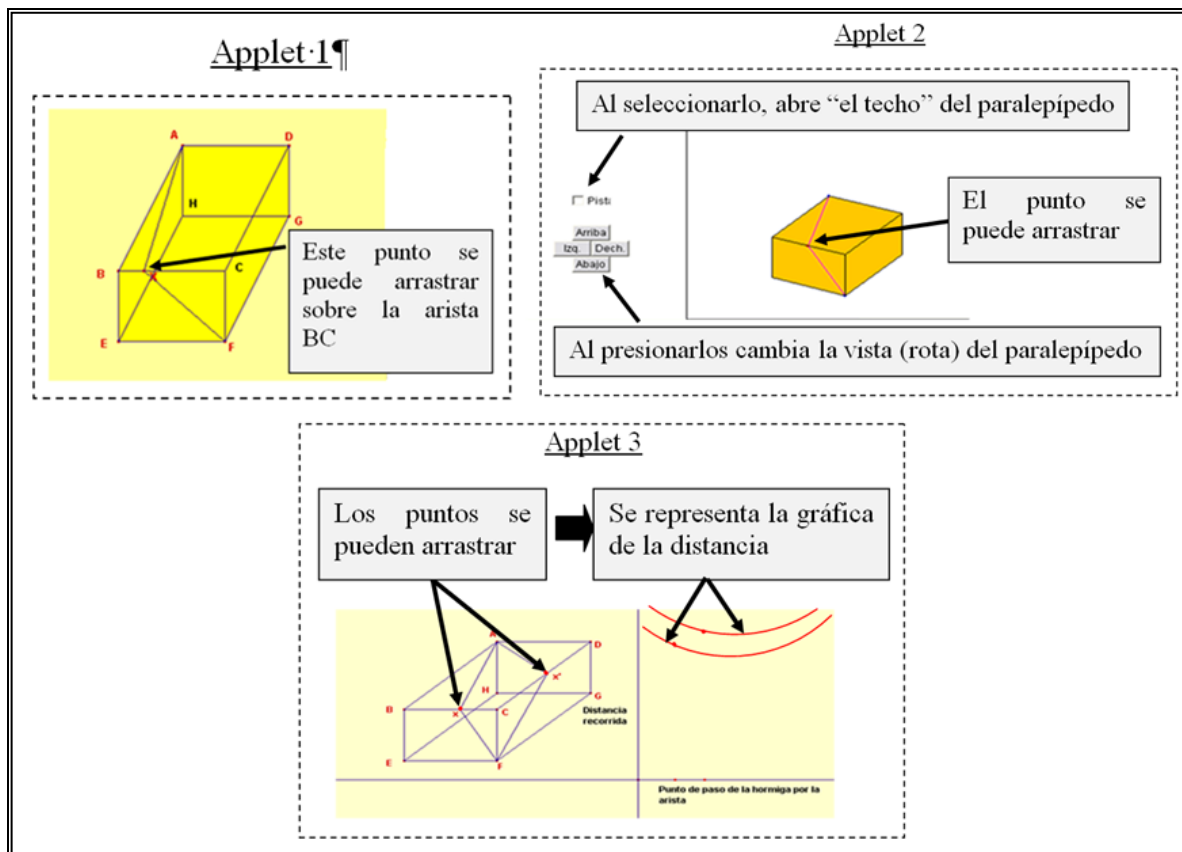 Applet·1¶
A
D
H
G
B
C
E
F
Este punto se
puede arrastrar
sobre la arista
BC
Applet 2
Al seleccionarlo, abre “el techo” del paralepípedo
Pista
Arriba
Izq. Dech.
Abajo
El punto se
puede arrastrar
Al presionarlos cambia la vista (rota) del paralepípedo
Applet 3
Los puntos se
pueden arrastrar
Se representa la gráfica
de la distancia
A
D
H
x'
G
B
x
C
Distancia
recorrida
E
F
Punto de paso de la hormiga por la
arista